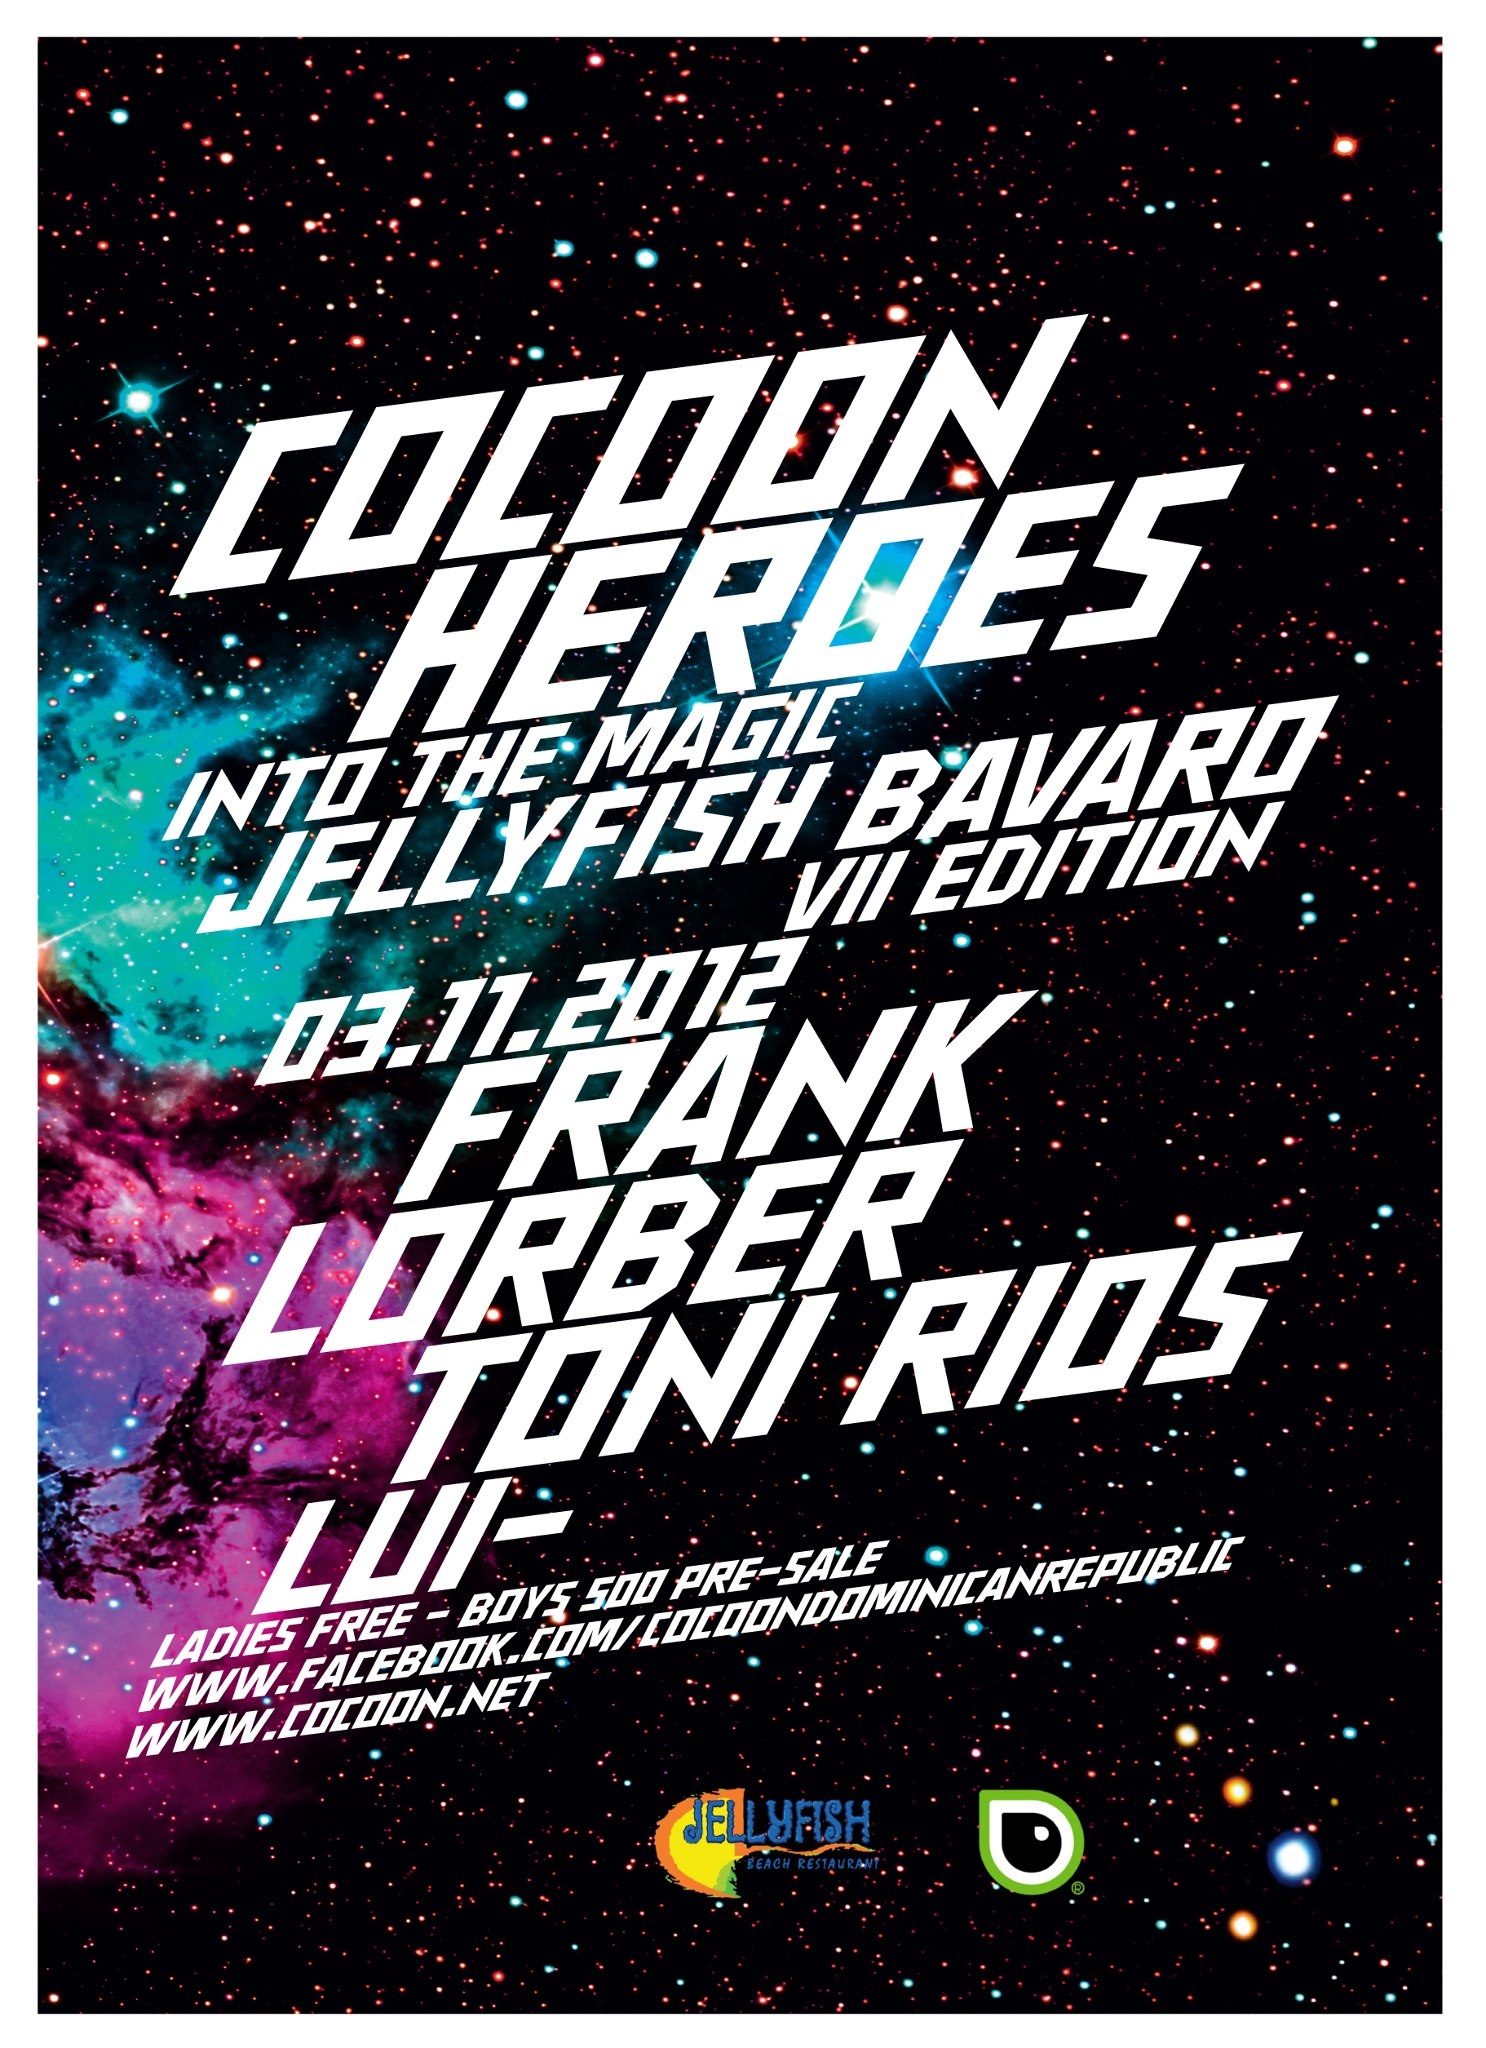 COCOON
HEROES
INTO THE MAGIC
JELLYFISH BAVARO
VII EDITION
03.11.2012
FRANK
LORBER
TONI RIOS
LUI-
LADIES FREE - BOYS 500 PRE-SALE
WWW.FACEBOOK.COM/COCOONDOMINICANREPUBLIC
WWW.COCOON.NET
JELLYFISH
BEACH RESTAURANT
®